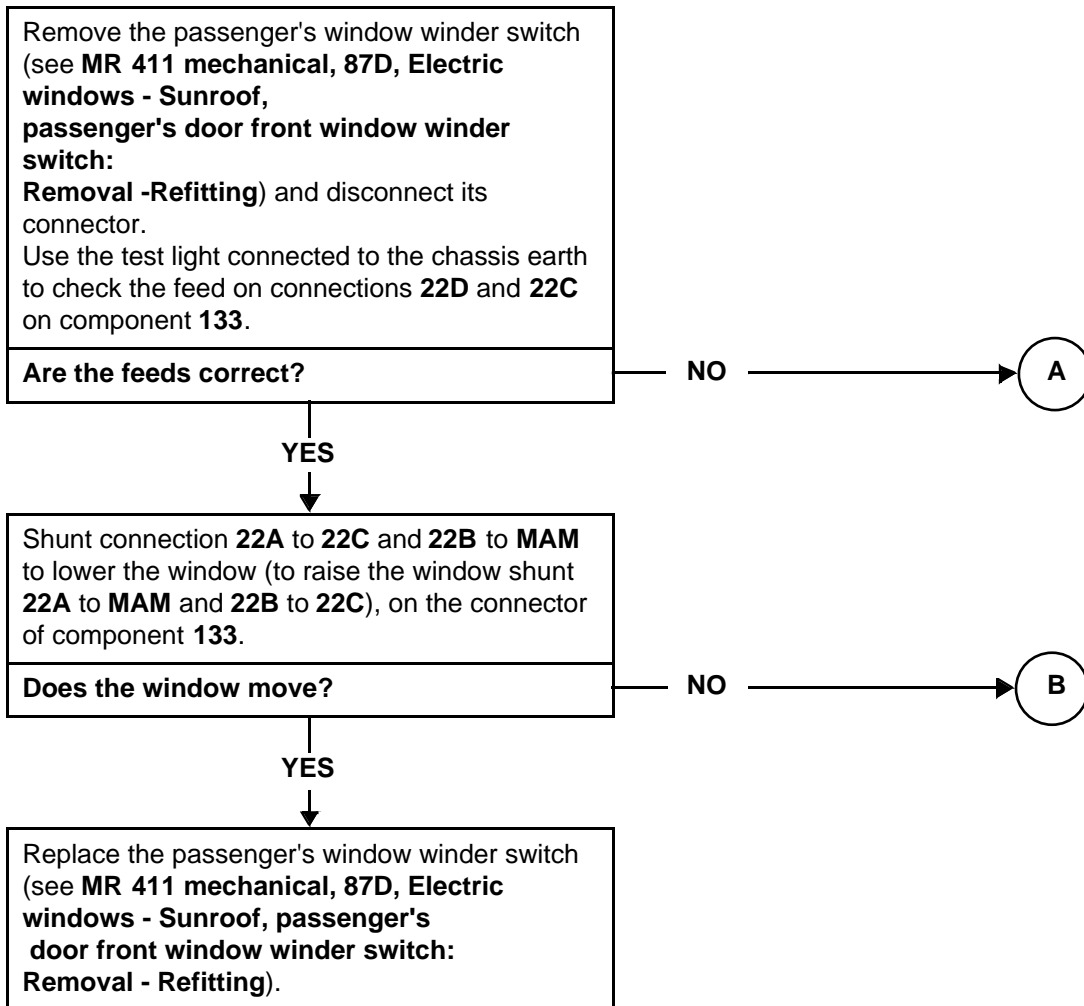 Remove the passenger's window winder switch
(see MR 411 mechanical, 87D, Electric
windows - Sunroof,
passenger's door front window winder
switch:
Removal -Refitting) and disconnect its
connector.
Use the test light connected to the chassis earth
to check the feed on connections 22D and 22C
on component 133.
Are the feeds correct?
NO
A
YES
Shunt connection 22A to 22C and 22B to MAM
to lower the window (to raise the window shunt
22A to MAM and 22B to 22C), on the connector
of component 133.
Does the window move?
NO
B
YES
Replace the passenger's window winder switch
(see MR 411 mechanical, 87D, Electric
windows - Sunroof, passenger's
door front window winder switch:
Removal - Refitting).